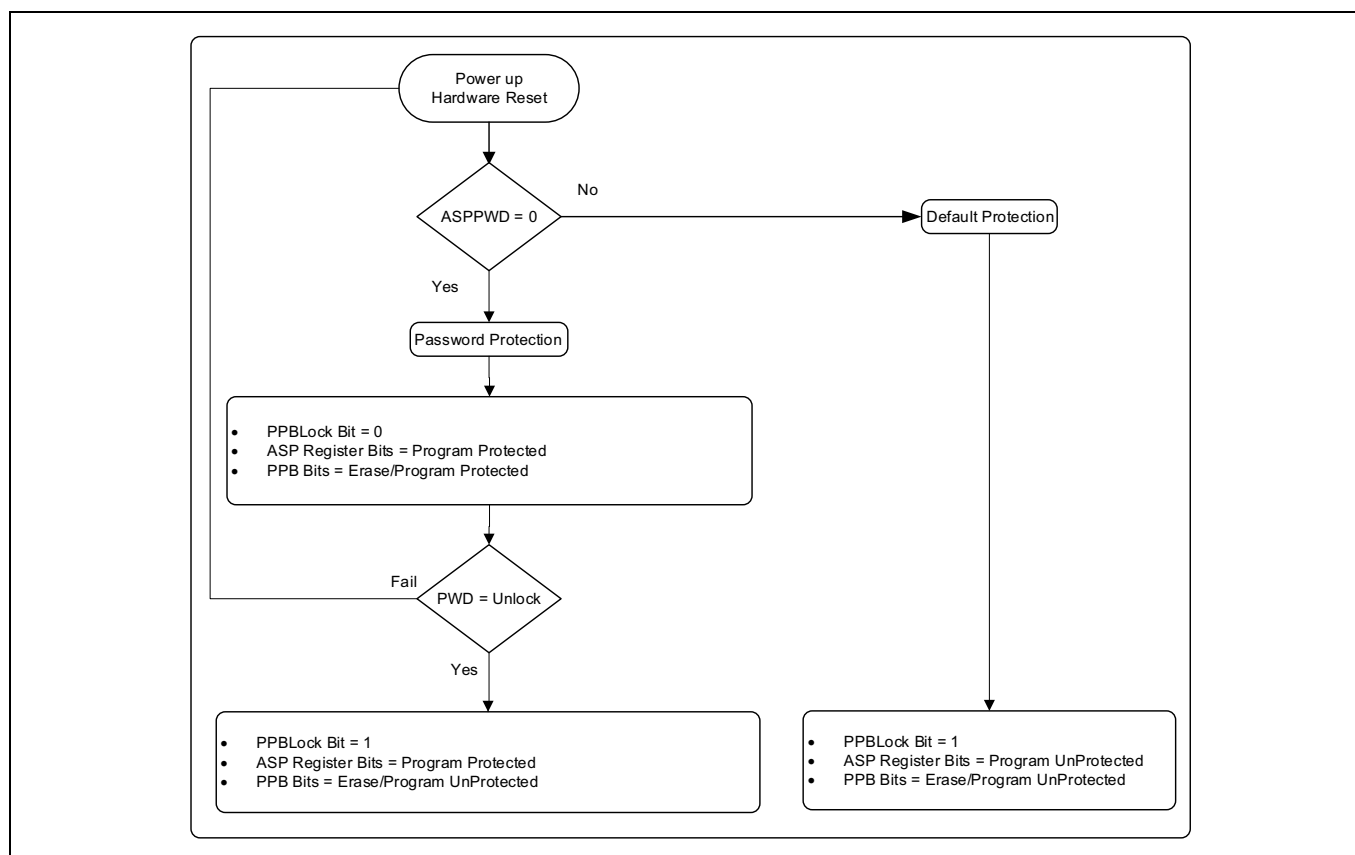 Power up
Hardware Reset
ASPPWD = 0
No
Default Protection
Yes
Password Protection
• PPBLock Bit = 0
• ASP Register Bits = Program Protected
• PPB Bits = Erase/Program Protected
Fail
PWD = Unlock
Yes
• PPBLock Bit = 1
• ASP Register Bits = Program Protected
• PPB Bits = Erase/Program UnProtected
• PPBLock Bit = 1
• ASP Register Bits = Program UnProtected
• PPB Bits = Erase/Program UnProtected